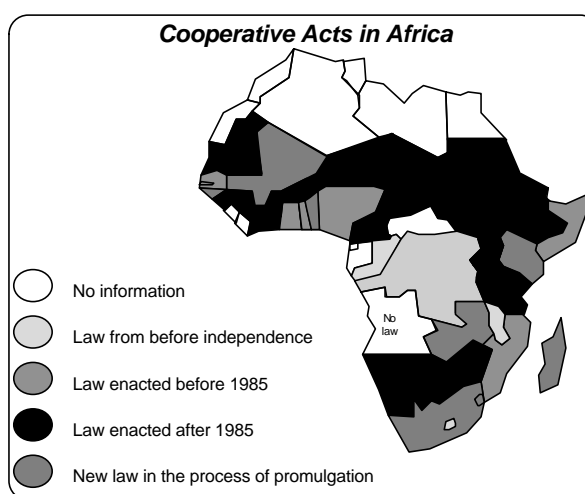 Cooperative Acts in Africa
No
law
No information
Law from before independence
Law enacted before 1985
Law enacted after 1985
New law in the process of promulgation